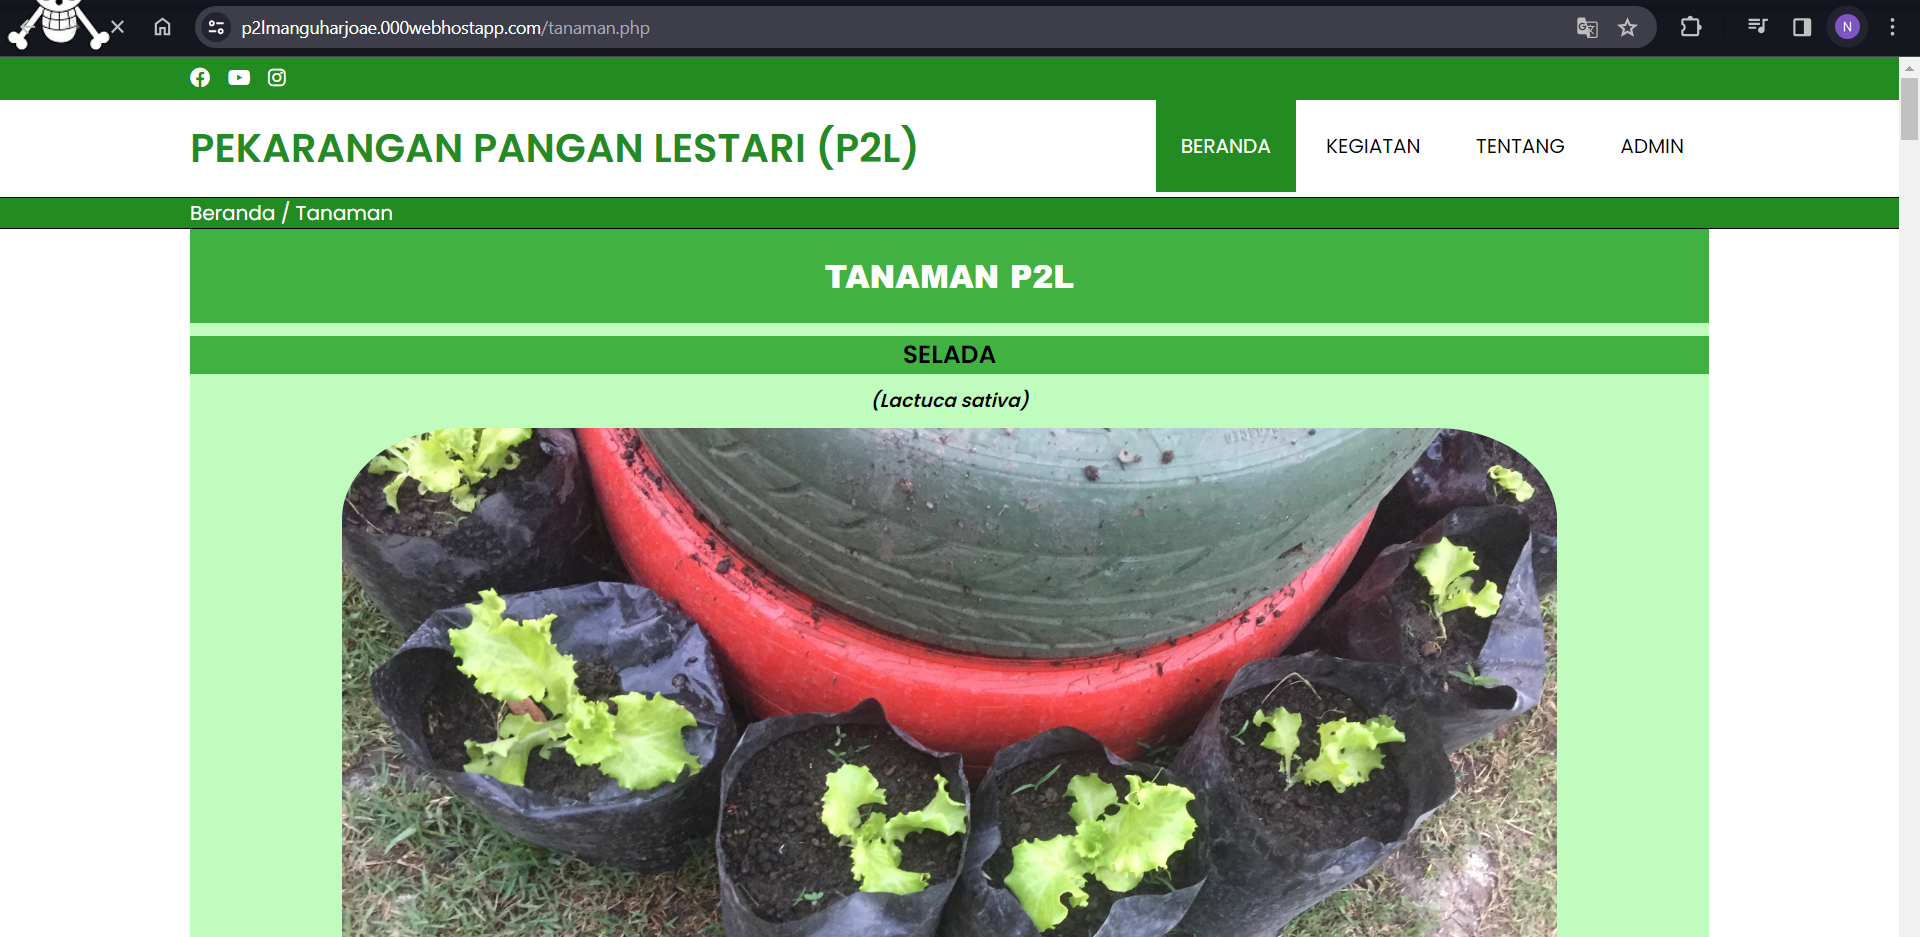 p2lmanguharjoae.000webhostapp.com/tanaman.php
N
PEKARANGAN PANGAN LESTARI (P2L)
BERANDA KEGIATAN TENTANG ADMIN
Beranda / Tanaman
TANAMAN P2L
SELADA
(Lactuca sativa)